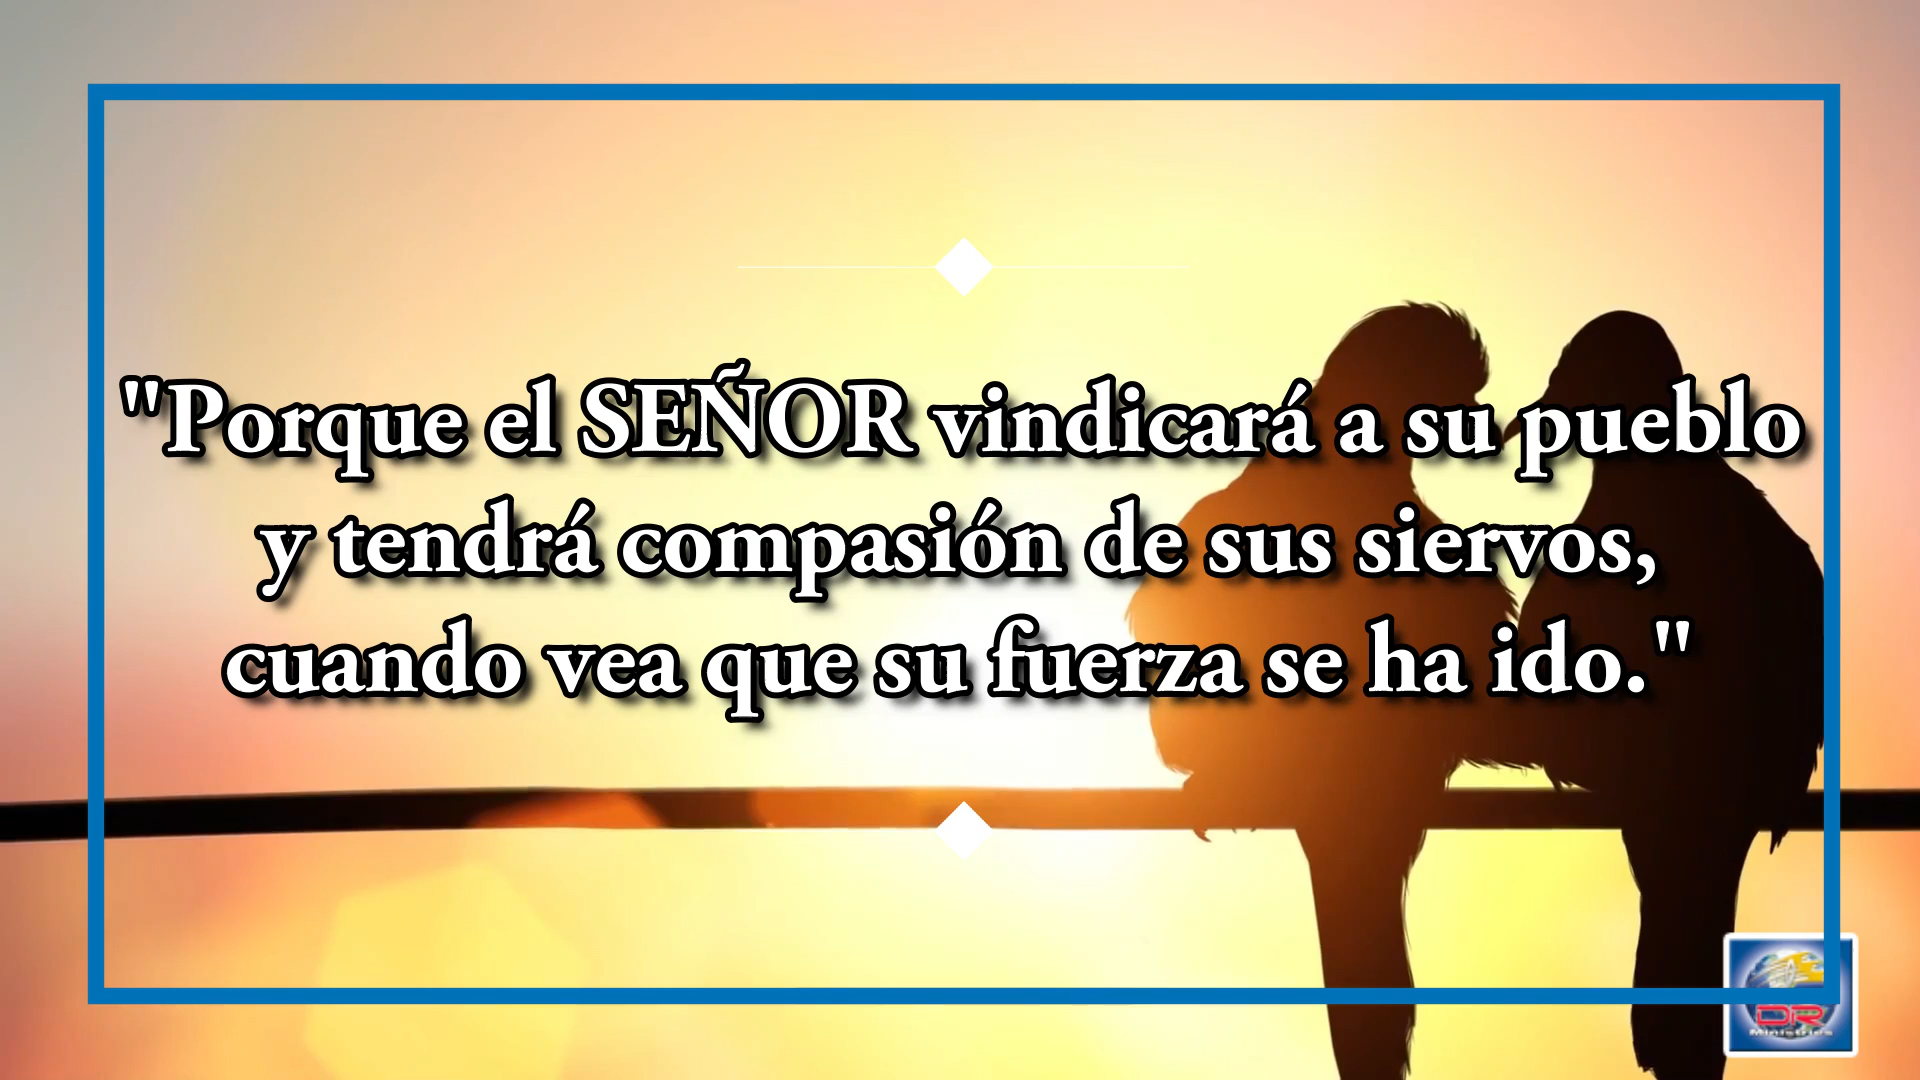 "Porque el SEÑOR vindicará a su pueblo
y tendrá compasión de sus siervos,
cuando vea que su fuerza se ha ido."
DR
Ministries